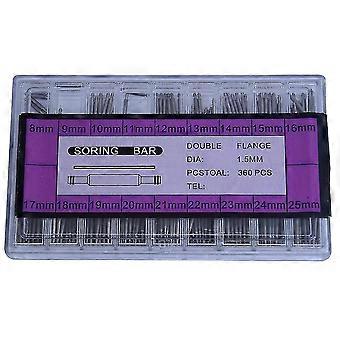 8mm 9mm 10mm 11mm 12mm 13mm 14mm 15mm 16mm
SORING BAR
DOUBLE FLANGE
DIA: 1.5MM
PCSTOAL: 360 PCS
TEL:
17mm 18mm 19mm 20mm 21mm 22mm 23mm 24mm 25mm